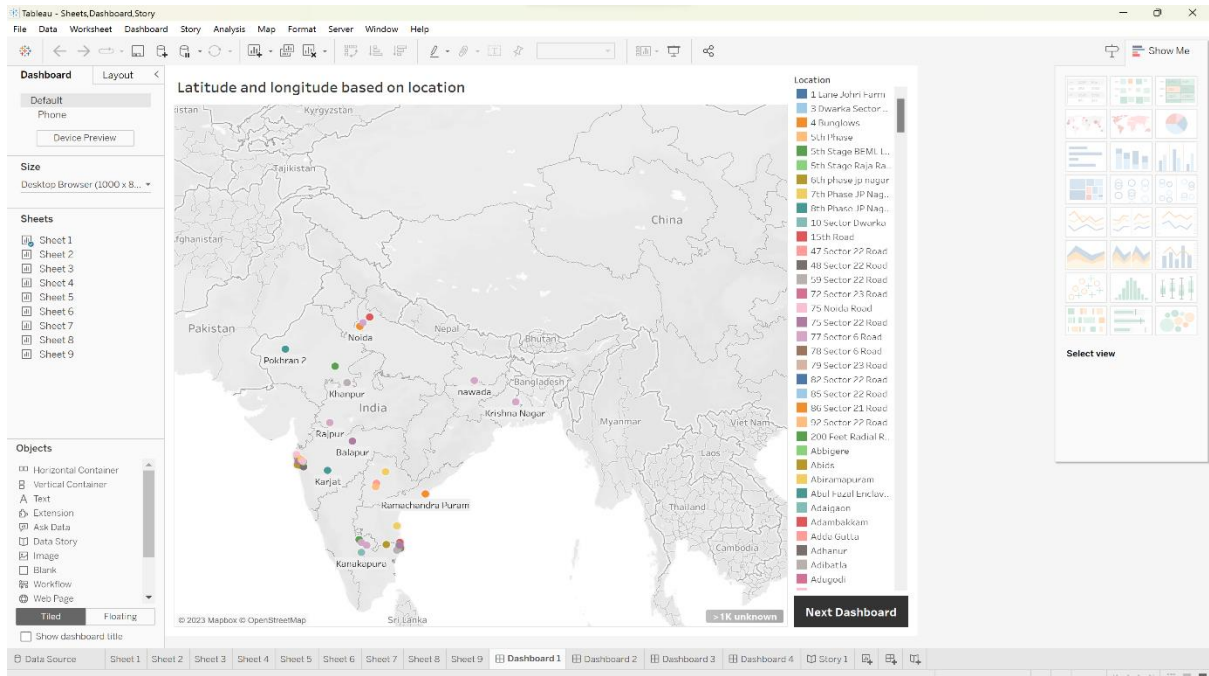 Tableau - Sheets,Dashboard,Story
File Data Worksheet Dashboard Story Analysis Map Format Server Window Help
Show Me
Dashboard Layout
Default
Phone
Device Preview
Size
Desktop Browser (1000 x 8...
Sheets
Sheet 1
Sheet 2
Sheet 3
Sheet 4
Sheet 5
Sheet 6
Sheet 7
Sheet 8
Sheet 9
Objects
Horizontal Container
Vertical Container
A Text
Extension
Ask Data
Data Story
Image
Blank
Workflow
Web Page
Tiled Floating
Show dashboard title
Latitude and longitude based on location
istan
Kyrgyzstan
Tajikistan
fghanistan
China
Pakistan
Noida
Nepal
Bhutan
Pokhran 2
Khanpur
nawada
Bangladesh
India
Krishna Nagar
Myanmar
Viet Nam
Rajpur
Balapur
Laos
Karjat
Ramachandra Puram
Thailand
Kanakapura
Cambodia
Sri Lanka
© 2023 Mapbox © OpenStreetMap
>1K unknown
Location
1 Lane Johri Farm
3 Dwarka Sector ...
4 Bunglows
5th Phase
5th Stage BEML L..
5th Stage Raja Ra..
6th phase jp nagar
7th Phase JP Nag..
8th Phase JP Nag..
10 Sector Dwarka
15th Road
47 Sector 22 Road
48 Sector 22 Road
59 Sector 22 Road
72 Sector 23 Road
75 Noida Road
75 Sector 22 Road
77 Sector 6 Road
78 Sector 6 Road
79 Sector 23 Road
82 Sector 22 Road
85 Sector 22 Road
86 Sector 21 Road
92 Sector 22 Road
200 Feet Radial R..
Abbigere
Abids
Abiramapuram
Abul Fazal Enclav..
Adaigaon
Adambakkam
Adda Gutta
Adhanur
Adibatla
Adugodi
Next Dashboard
Select view
Data Source Sheet 1 Sheet 2 Sheet 3 Sheet 4 Sheet 5 Sheet 6 Sheet 7 Sheet 8 Sheet 9 Dashboard 1 Dashboard 2 Dashboard 3 Dashboard 4 Story 1